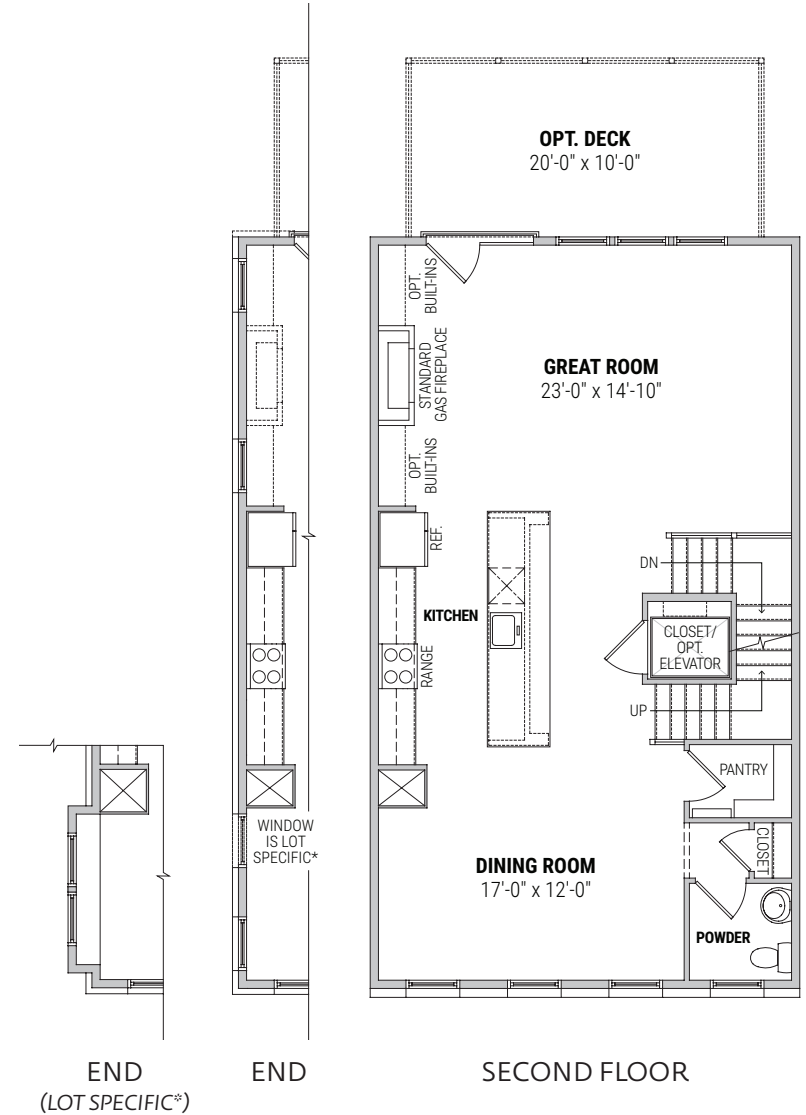 OPT. DECK
20'-0" x 10'-0"
OPT.
BUILT-INS
STANDARD
GAS FIREPLACE
GREAT ROOM
23'-0" x 14'-10"
OPT.
BUILT-INS
REF.
DN
KITCHEN
CLOSET/
OPT.
ELEVATOR
RANGE
UP
PANTRY
WINDOW
IS LOT
SPECIFIC*
CLOSET
DINING ROOM
17'-0" x 12'-0"
POWDER
END
(LOT SPECIFIC*)
END
SECOND FLOOR